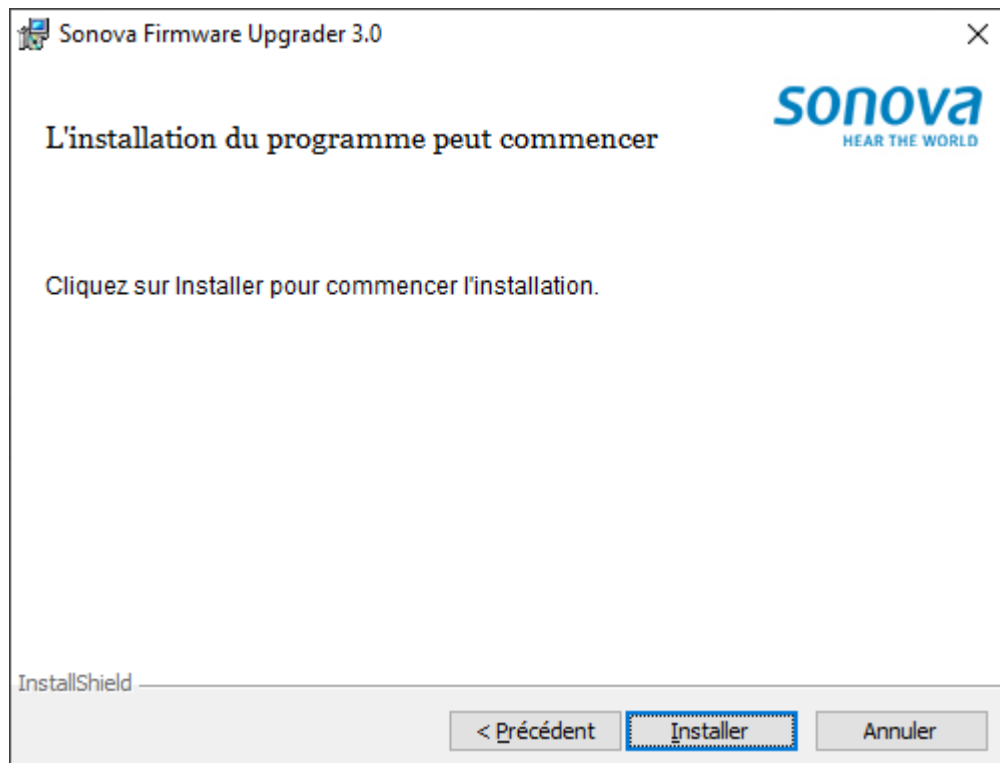 Sonova Firmware Upgrader 3.0
sonova
HEAR THE WORLD
L'installation du programme peut commencer
Cliquez sur Installer pour commencer l'installation.
InstallShield
< Précédent
Installer
Annuler